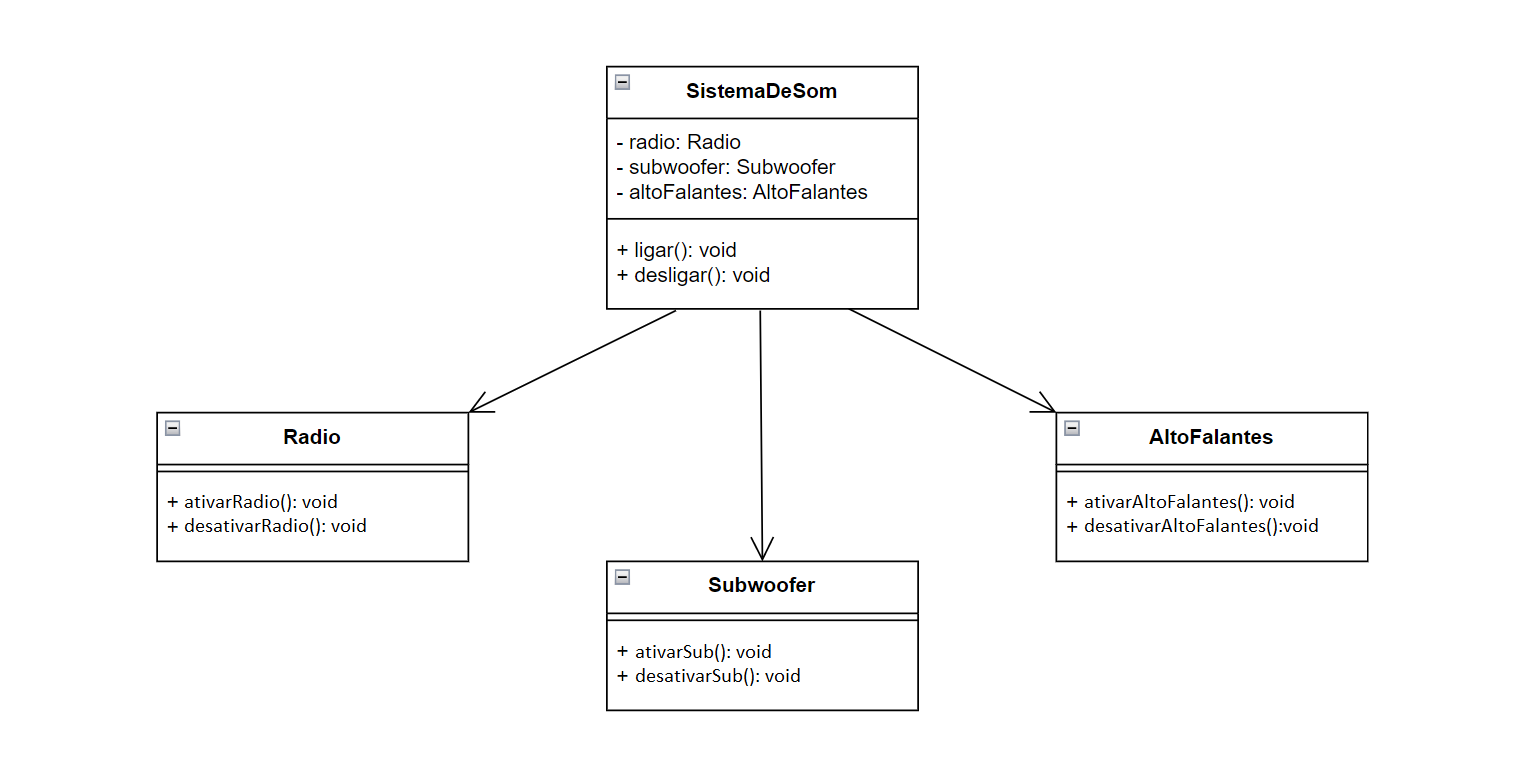 SistemaDeSom
- radio: Radio
- subwoofer: Subwoofer
- altoFalantes: AltoFalantes
+ ligar(): void
+ desligar(): void
Radio
+ ativarRadio(): void
+ desativarRadio(): void
AltoFalantes
+ ativarAltoFalantes(): void
+ desativarAltoFalantes():void
Subwoofer
+ ativarSub(): void
+ desativarSub(): void